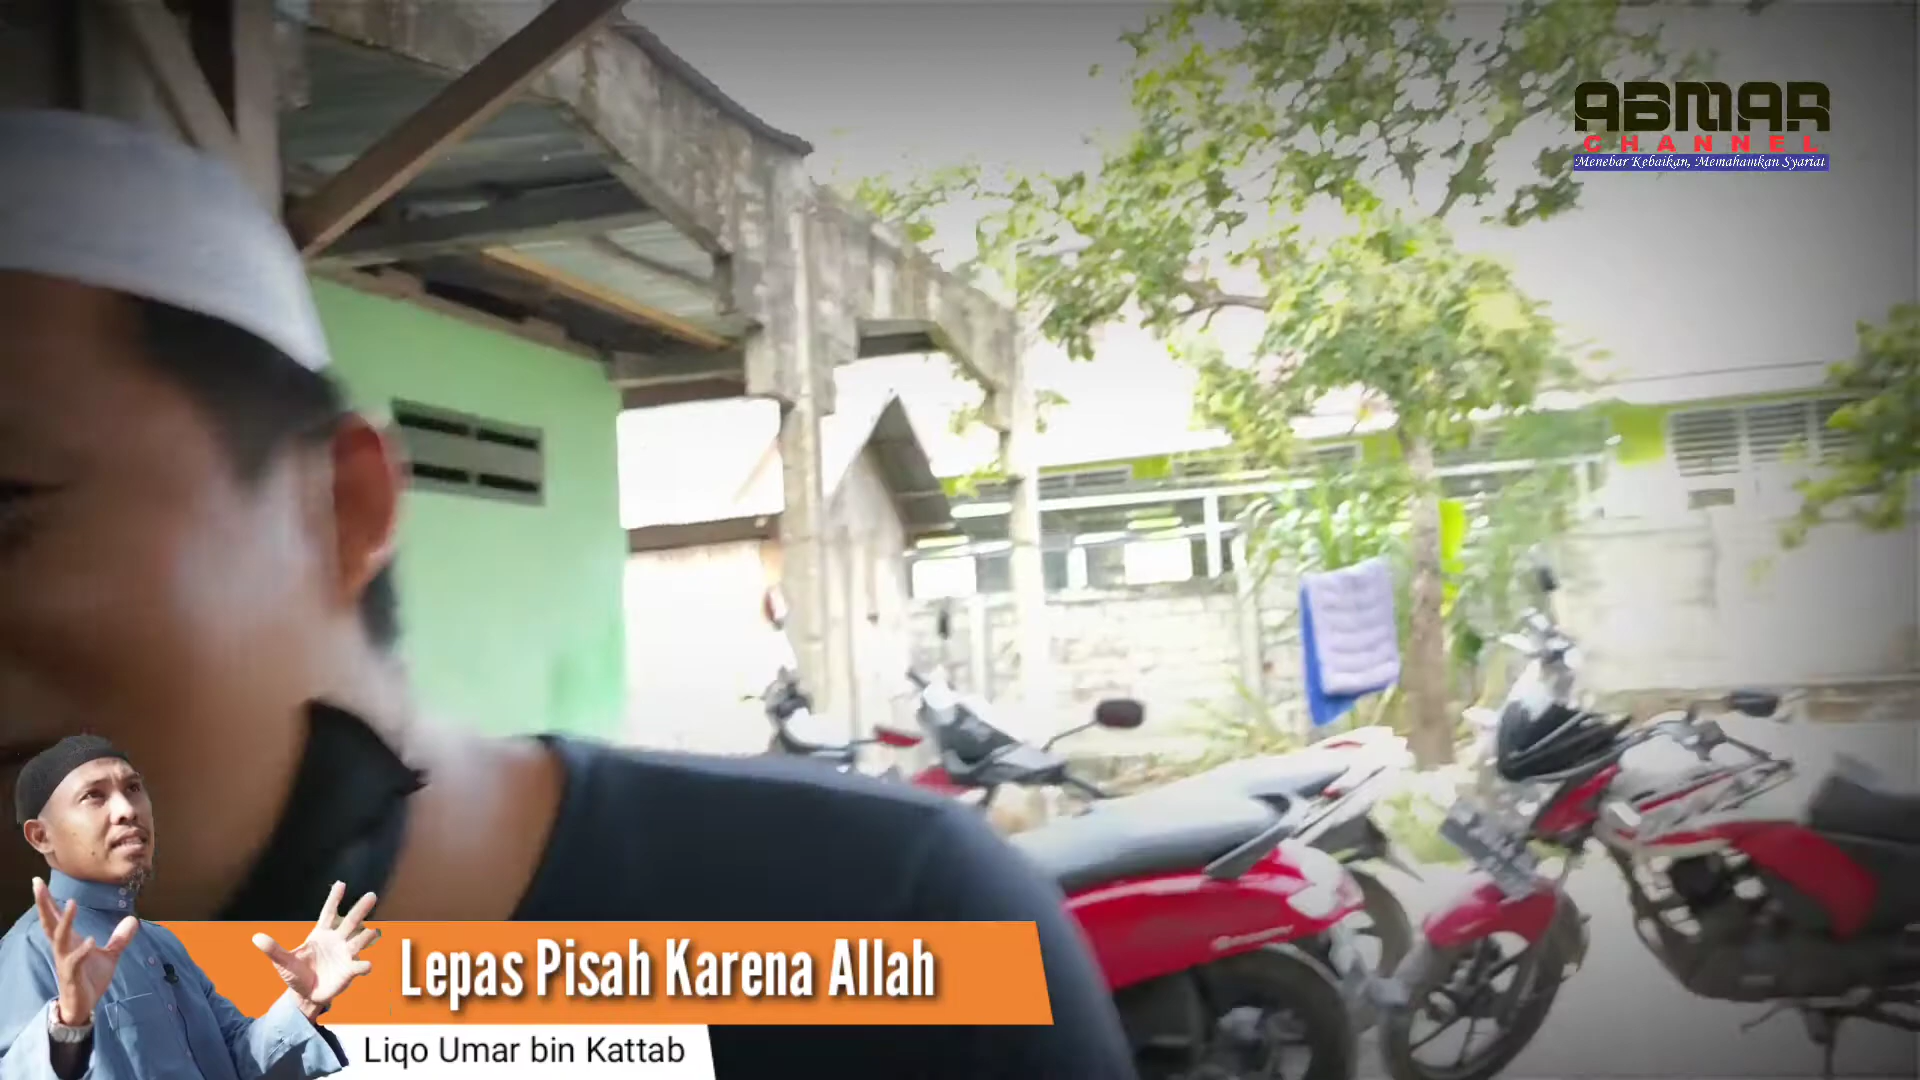 ABMAR
CHANNEL
Menebar Kebaikan, Memahamkan Syariat
Lepas Pisah Karena Allah
Liqo Umar bin Kattab